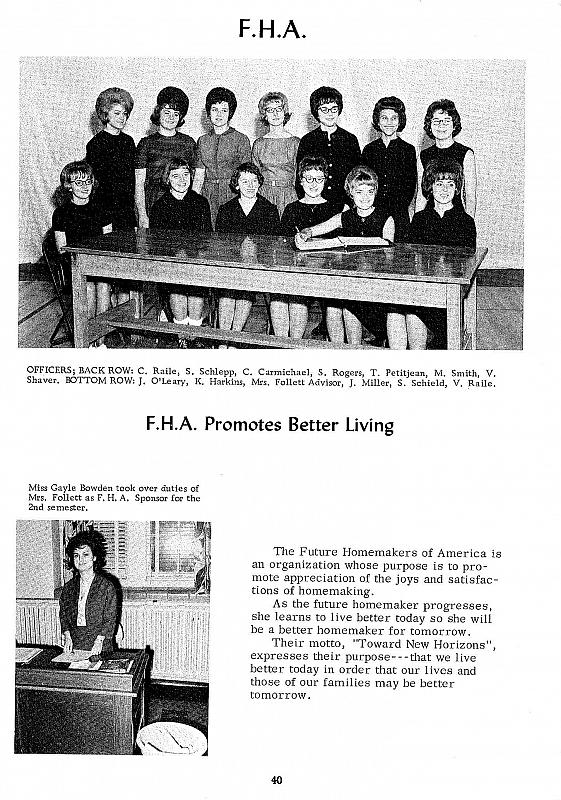 F.H.A.
OFFICERS; BACK ROW: C. Raile, S. Schlepp, C. Carmichael, S. Rogers, T. Petitjean, M. Smith, V.
Shaver. BOTTOM ROW: J. O'Leary, K. Harkins, Mrs. Follett Advisor, J. Miller, S. Schield, V. Raile.
F.H.A. Promotes Better Living
Miss Gayle Bowden took over duties of
Mrs. Follett as F.H.A. Sponsor for the
2nd semester.
The Future Homemakers of America is
an organization whose purpose is to pro-
mote appreciation of the joys and satisfac-
tions of homemaking.
As the future homemaker progresses,
she learns to live better today so she will
be a better homemaker for tomorrow.
Their motto, "Toward New Horizons",
expresses their purpose---that we live
better today in order that our lives and
those of our families may be better
tomorrow.
40